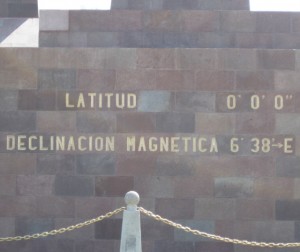 LATITUD 0° 0' 0"
DECLINACION MAGNETICA 6° 38'-E